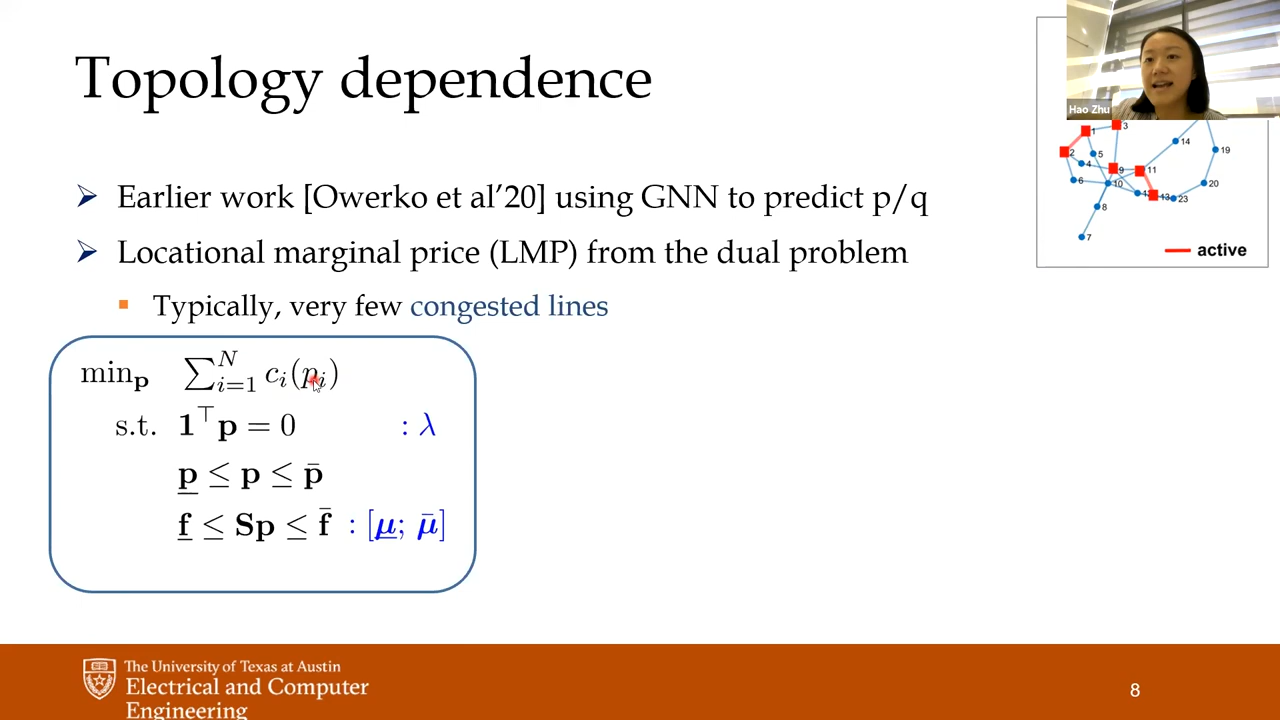 Topology dependence
Hao Zhu
➢ Earlier work [Owerko et al’20] using GNN to predict p/q
➢ Locational marginal price (LMP) from the dual problem
▪ Typically, very few congested lines
min_𝐩 ∑_{i=1}^{N} c_i(p_i)
s.t. 𝟏^⊤𝐩 = 0 : λ
𝐩̲ ≤ 𝐩 ≤ 𝐩̄
𝐟̲ ≤ 𝐒𝐩 ≤ 𝐟̄ : [𝝁̲; 𝝁̄]
1
3
14
19
2
5
4
9
11
6
10
20
13
23
8
7
active
The University of Texas at Austin
Electrical and Computer
Engineering
8